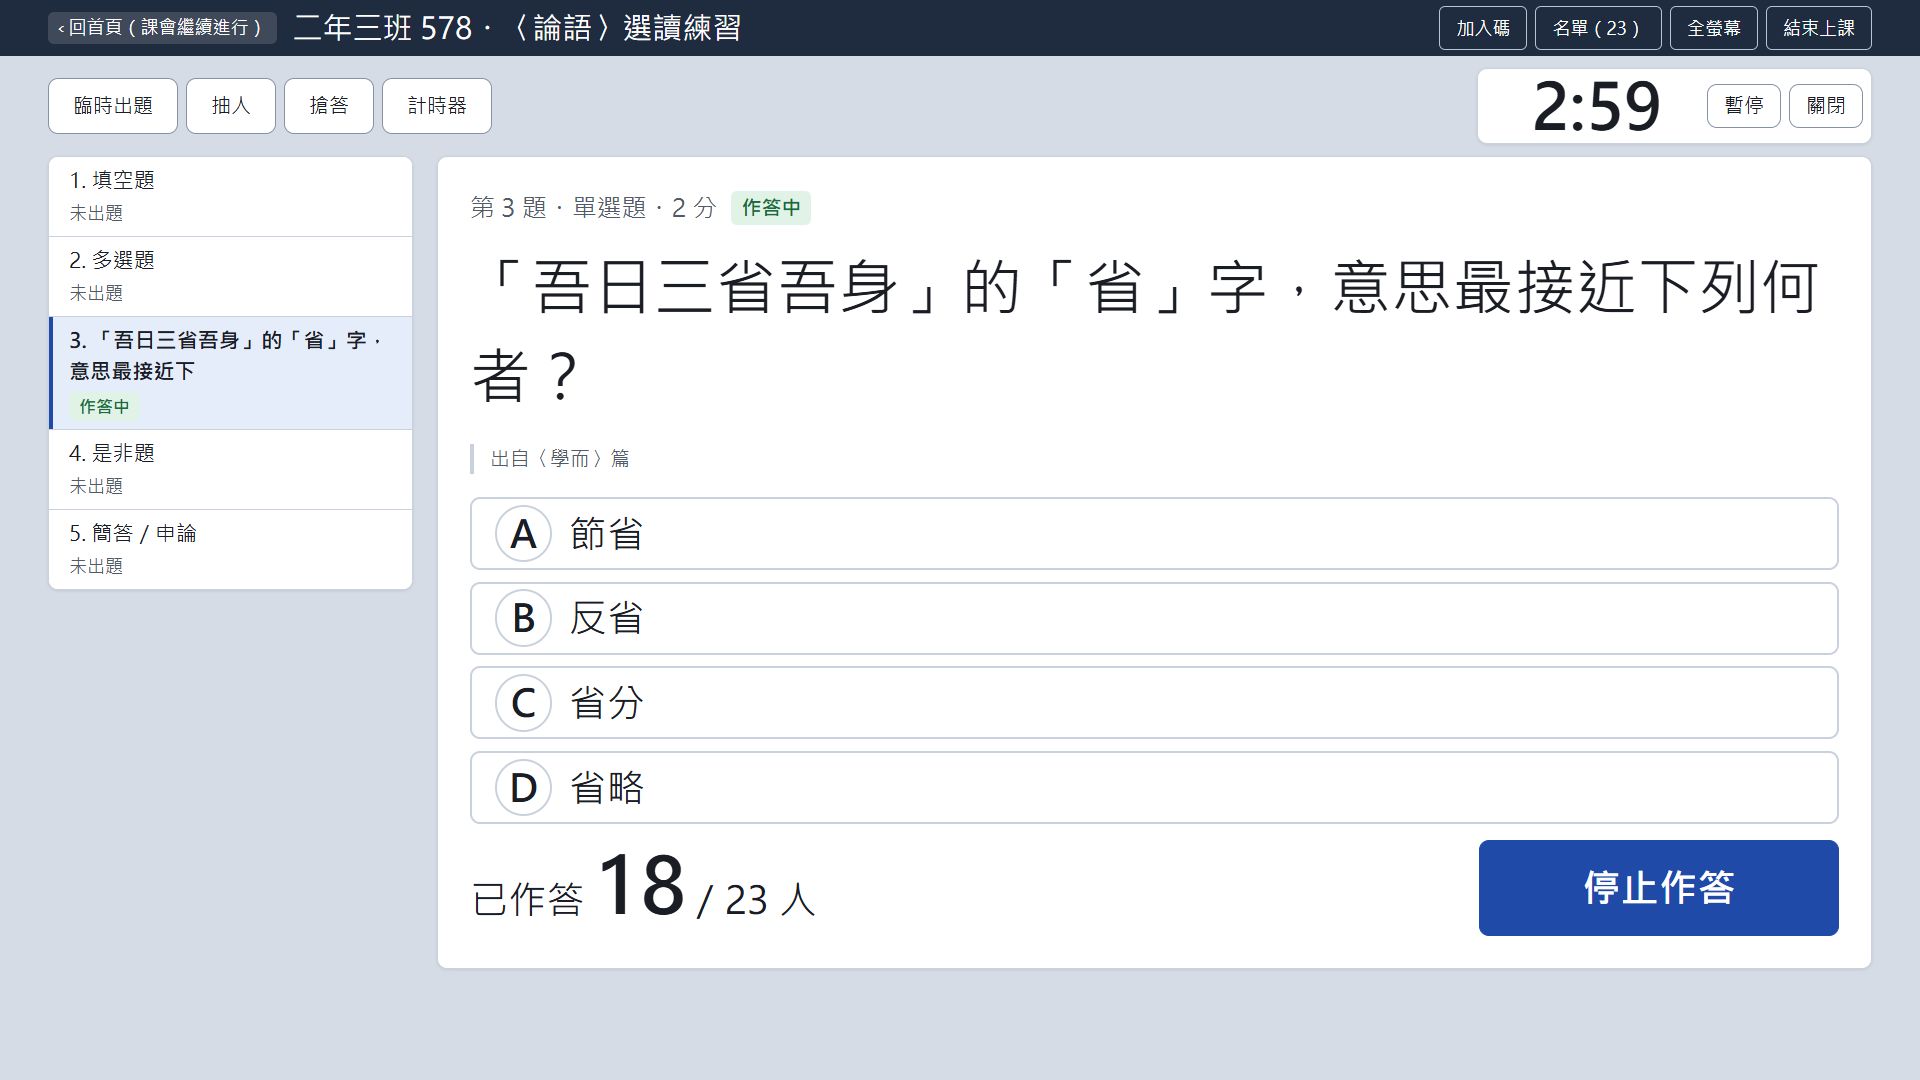 ‹ 回首頁（課會繼續進行）
二年三班 578 · 〈論語〉選讀練習
加入碼
名單（23）
全螢幕
結束上課
臨時出題
抽人
搶答
計時器
2:59
暫停
關閉
1. 填空題
未出題
2. 多選題
未出題
3. 「吾日三省吾身」的「省」字，
意思最接近下
作答中
4. 是非題
未出題
5. 簡答 / 申論
未出題
第 3 題 · 單選題 · 2 分
作答中
「吾日三省吾身」的「省」字，意思最接近下列何
者？
出自〈學而〉篇
A 節省
B 反省
C 省分
D 省略
已作答 18 / 23 人
停止作答